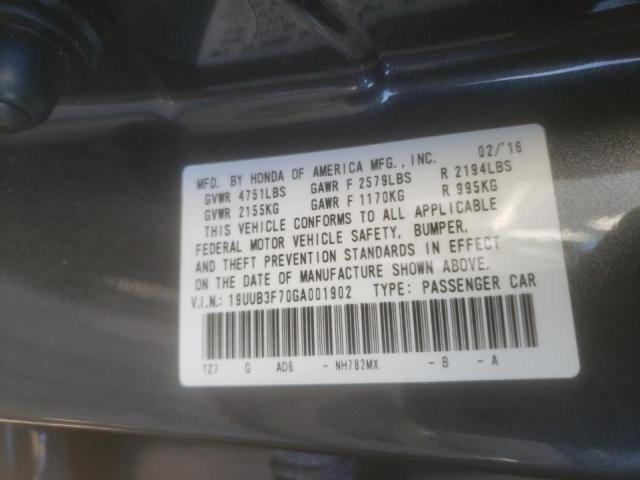 MFD. BY HONDA OF AMERICA MFG., INC. 02/'16
GVWR 4751LBS GAWR F 2579LBS R 2194LBS
GVWR 2155KG GAWR F 1170KG R 995KG
THIS VEHICLE CONFORMS TO ALL APPLICABLE
FEDERAL MOTOR VEHICLE SAFETY, BUMPER,
AND THEFT PREVENTION STANDARDS IN EFFECT
ON THE DATE OF MANUFACTURE SHOWN ABOVE.
V.I.N.: 19UUB3F70GA001902 TYPE: PASSENGER CAR
TZ7 G AD6 - NH782MX - B - A